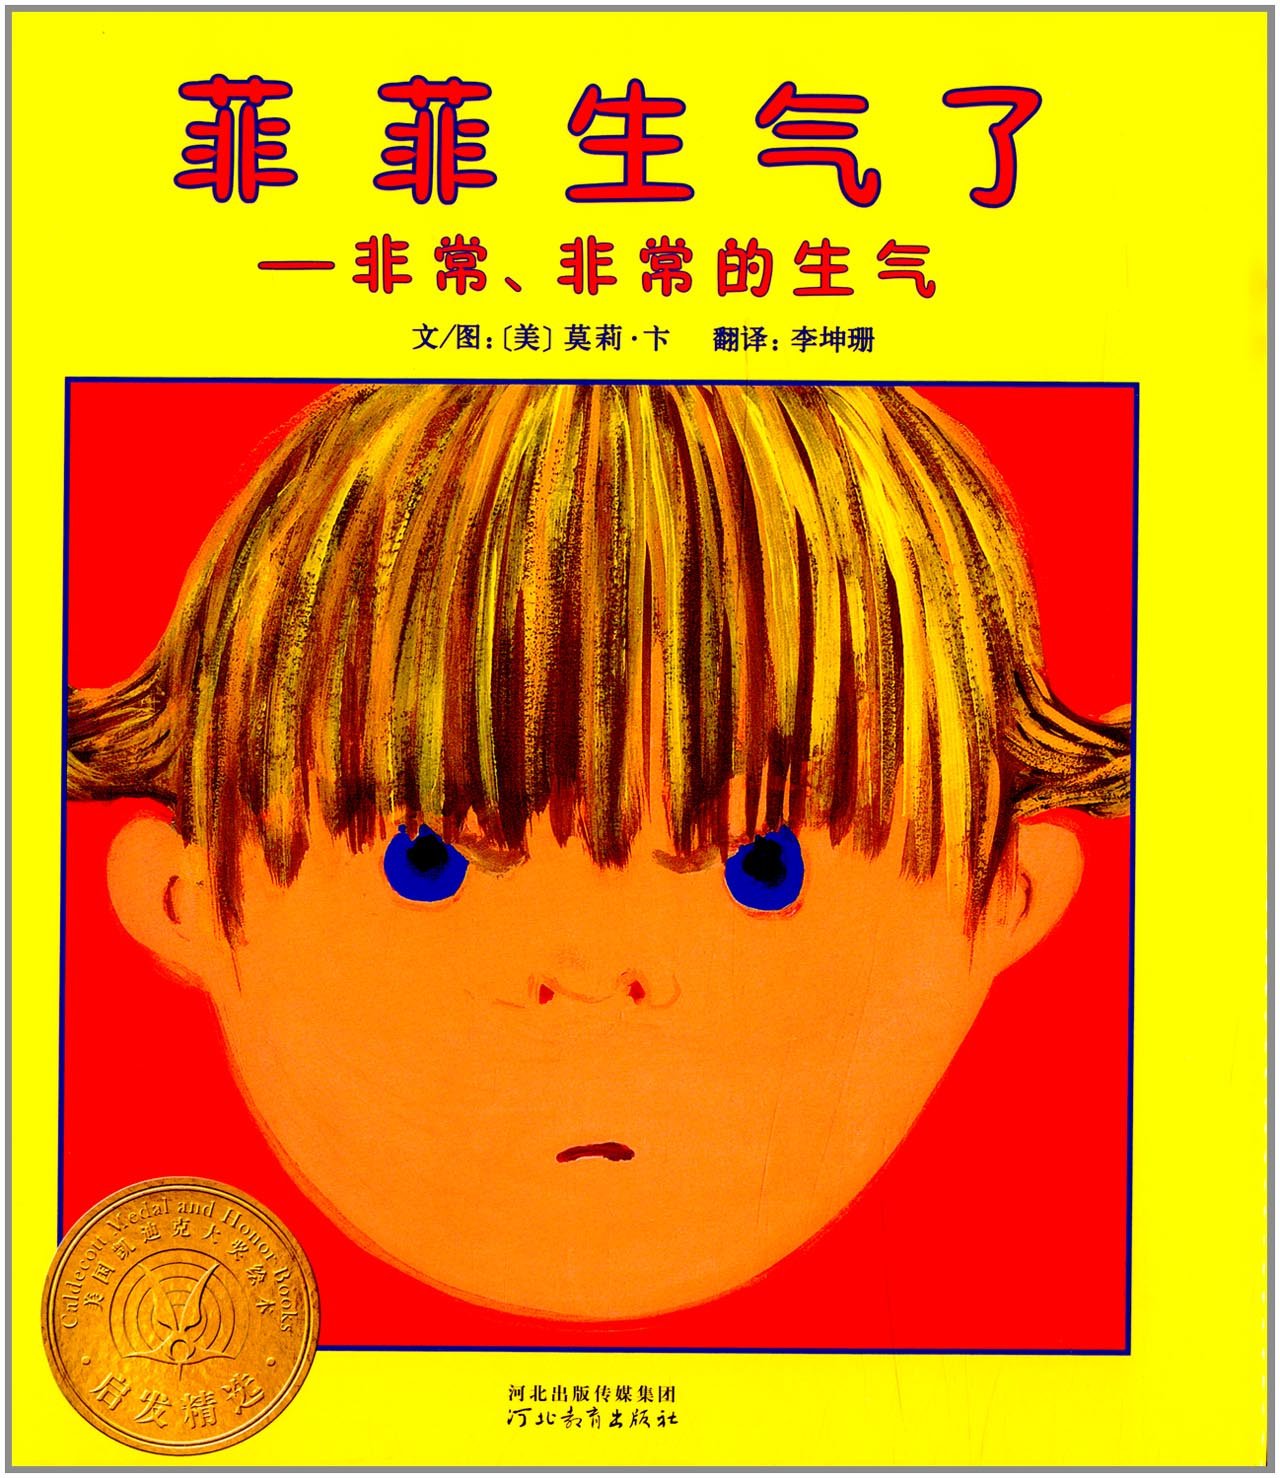 菲菲生气了
—非常、非常的生气
文/图：〔美〕莫莉·卞　翻译：李坤珊
Caldecott Medal and Honor Books
美国凯迪克大奖绘本
·启发精选·
河北出版传媒集团
河北教育出版社